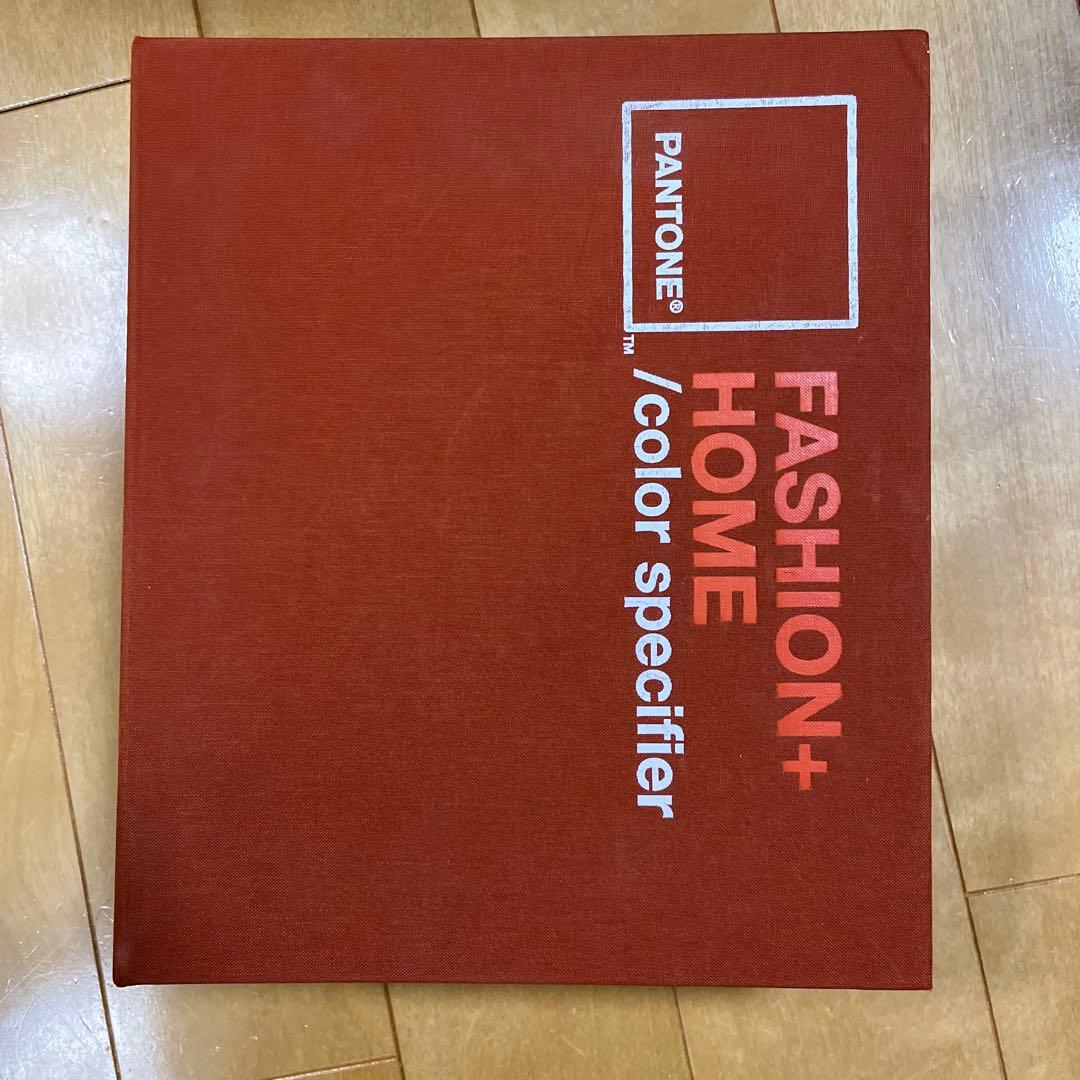 PANTONE®
™
FASHION+
HOME
/color specifier